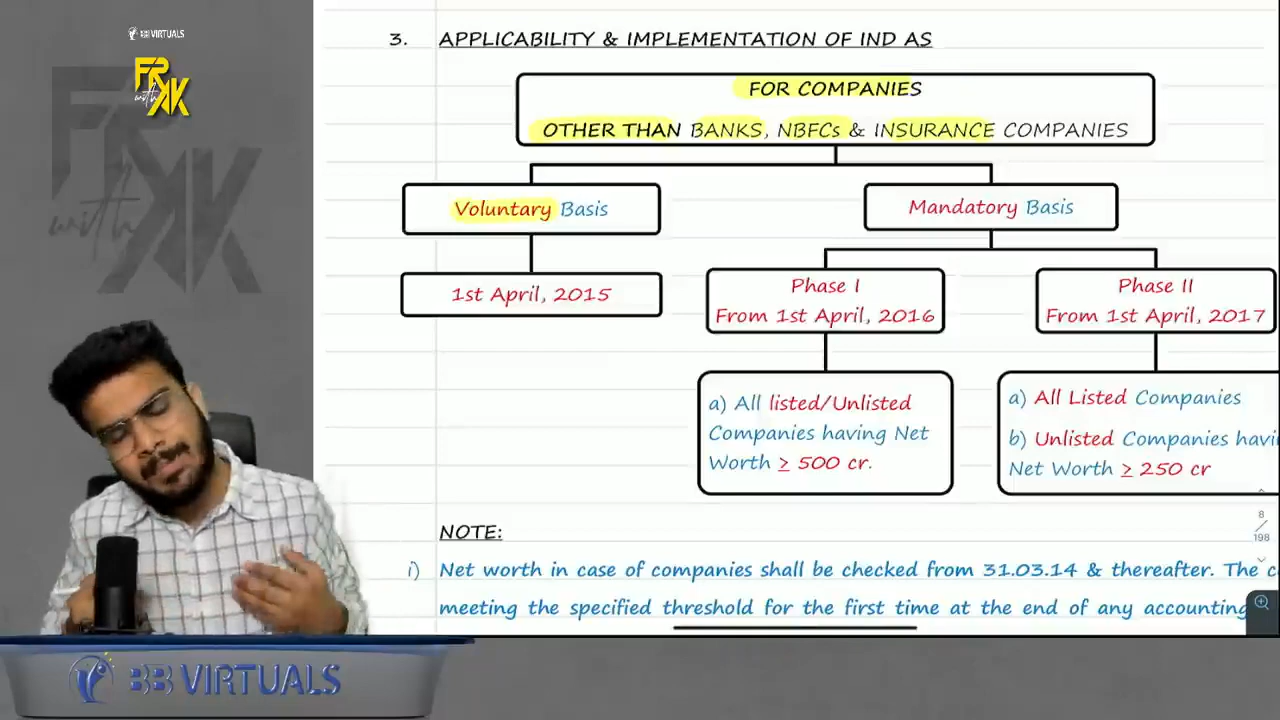 BB VIRTUALS
FR
with
KK
3. APPLICABILITY & IMPLEMENTATION OF IND AS
FOR COMPANIES
OTHER THAN BANKS, NBFCs & INSURANCE COMPANIES
Voluntary Basis
Mandatory Basis
1st April, 2015
Phase I
From 1st April, 2016
Phase II
From 1st April, 2017
a) All listed/Unlisted
Companies having Net
Worth ≥ 500 cr.
a) All Listed Companies
b) Unlisted Companies havi
Net Worth ≥ 250 cr
8
198
NOTE:
i) Net worth in case of companies shall be checked from 31.03.14 & thereafter. The c
meeting the specified threshold for the first time at the end of any accounting
BB VIRTUALS